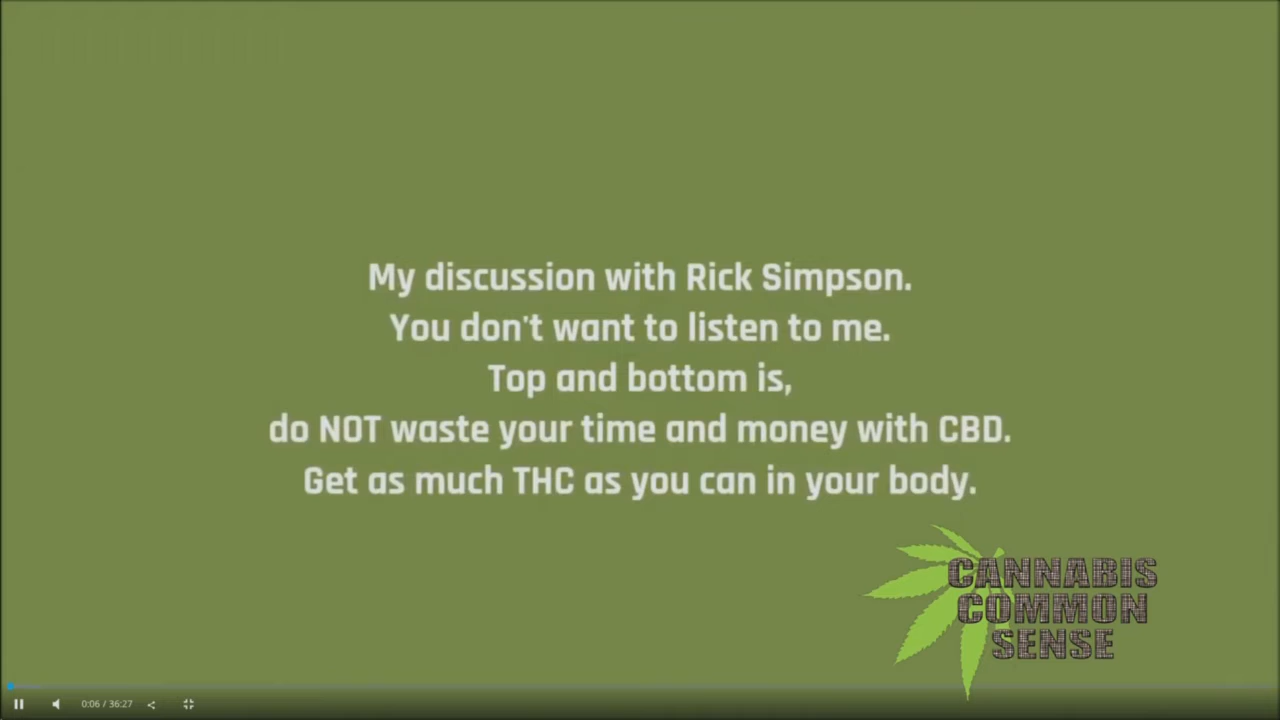 My discussion with Rick Simpson.
You don't want to listen to me.
Top and bottom is,
do NOT waste your time and money with CBD.
Get as much THC as you can in your body.
CANNABIS
COMMON
SENSE
0:06 / 36:27